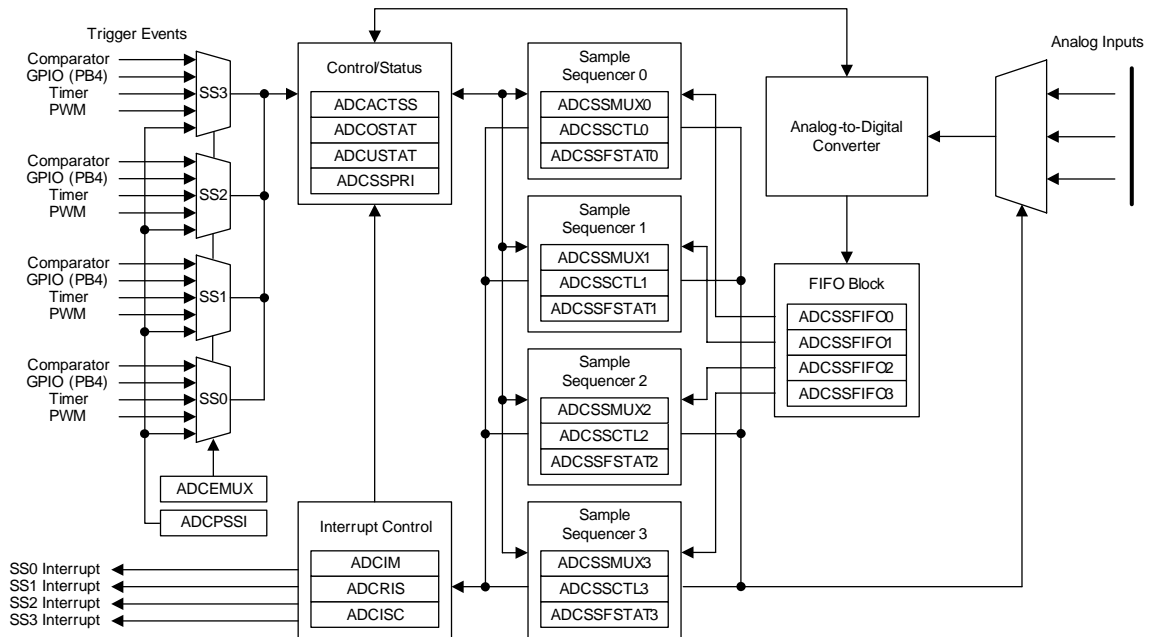 Trigger Events
Comparator
GPIO (PB4)
Timer
PWM
SS3
Comparator
GPIO (PB4)
Timer
PWM
SS2
Comparator
GPIO (PB4)
Timer
PWM
SS1
Comparator
GPIO (PB4)
Timer
PWM
SS0
ADCEMUX
ADCPSSI
Control/Status
ADCACTSS
ADCOSTAT
ADCUSTAT
ADCSSPRI
Interrupt Control
ADCIM
ADCRIS
ADCISC
SS0 Interrupt
SS1 Interrupt
SS2 Interrupt
SS3 Interrupt
Sample
Sequencer 0
ADCSSMUX0
ADCSSCTL0
ADCSSFSTAT0
Sample
Sequencer 1
ADCSSMUX1
ADCSSCTL1
ADCSSFSTAT1
Sample
Sequencer 2
ADCSSMUX2
ADCSSCTL2
ADCSSFSTAT2
Sample
Sequencer 3
ADCSSMUX3
ADCSSCTL3
ADCSSFSTAT3
Analog-to-Digital
Converter
Analog Inputs
FIFO Block
ADCSSFIFO0
ADCSSFIFO1
ADCSSFIFO2
ADCSSFIFO3